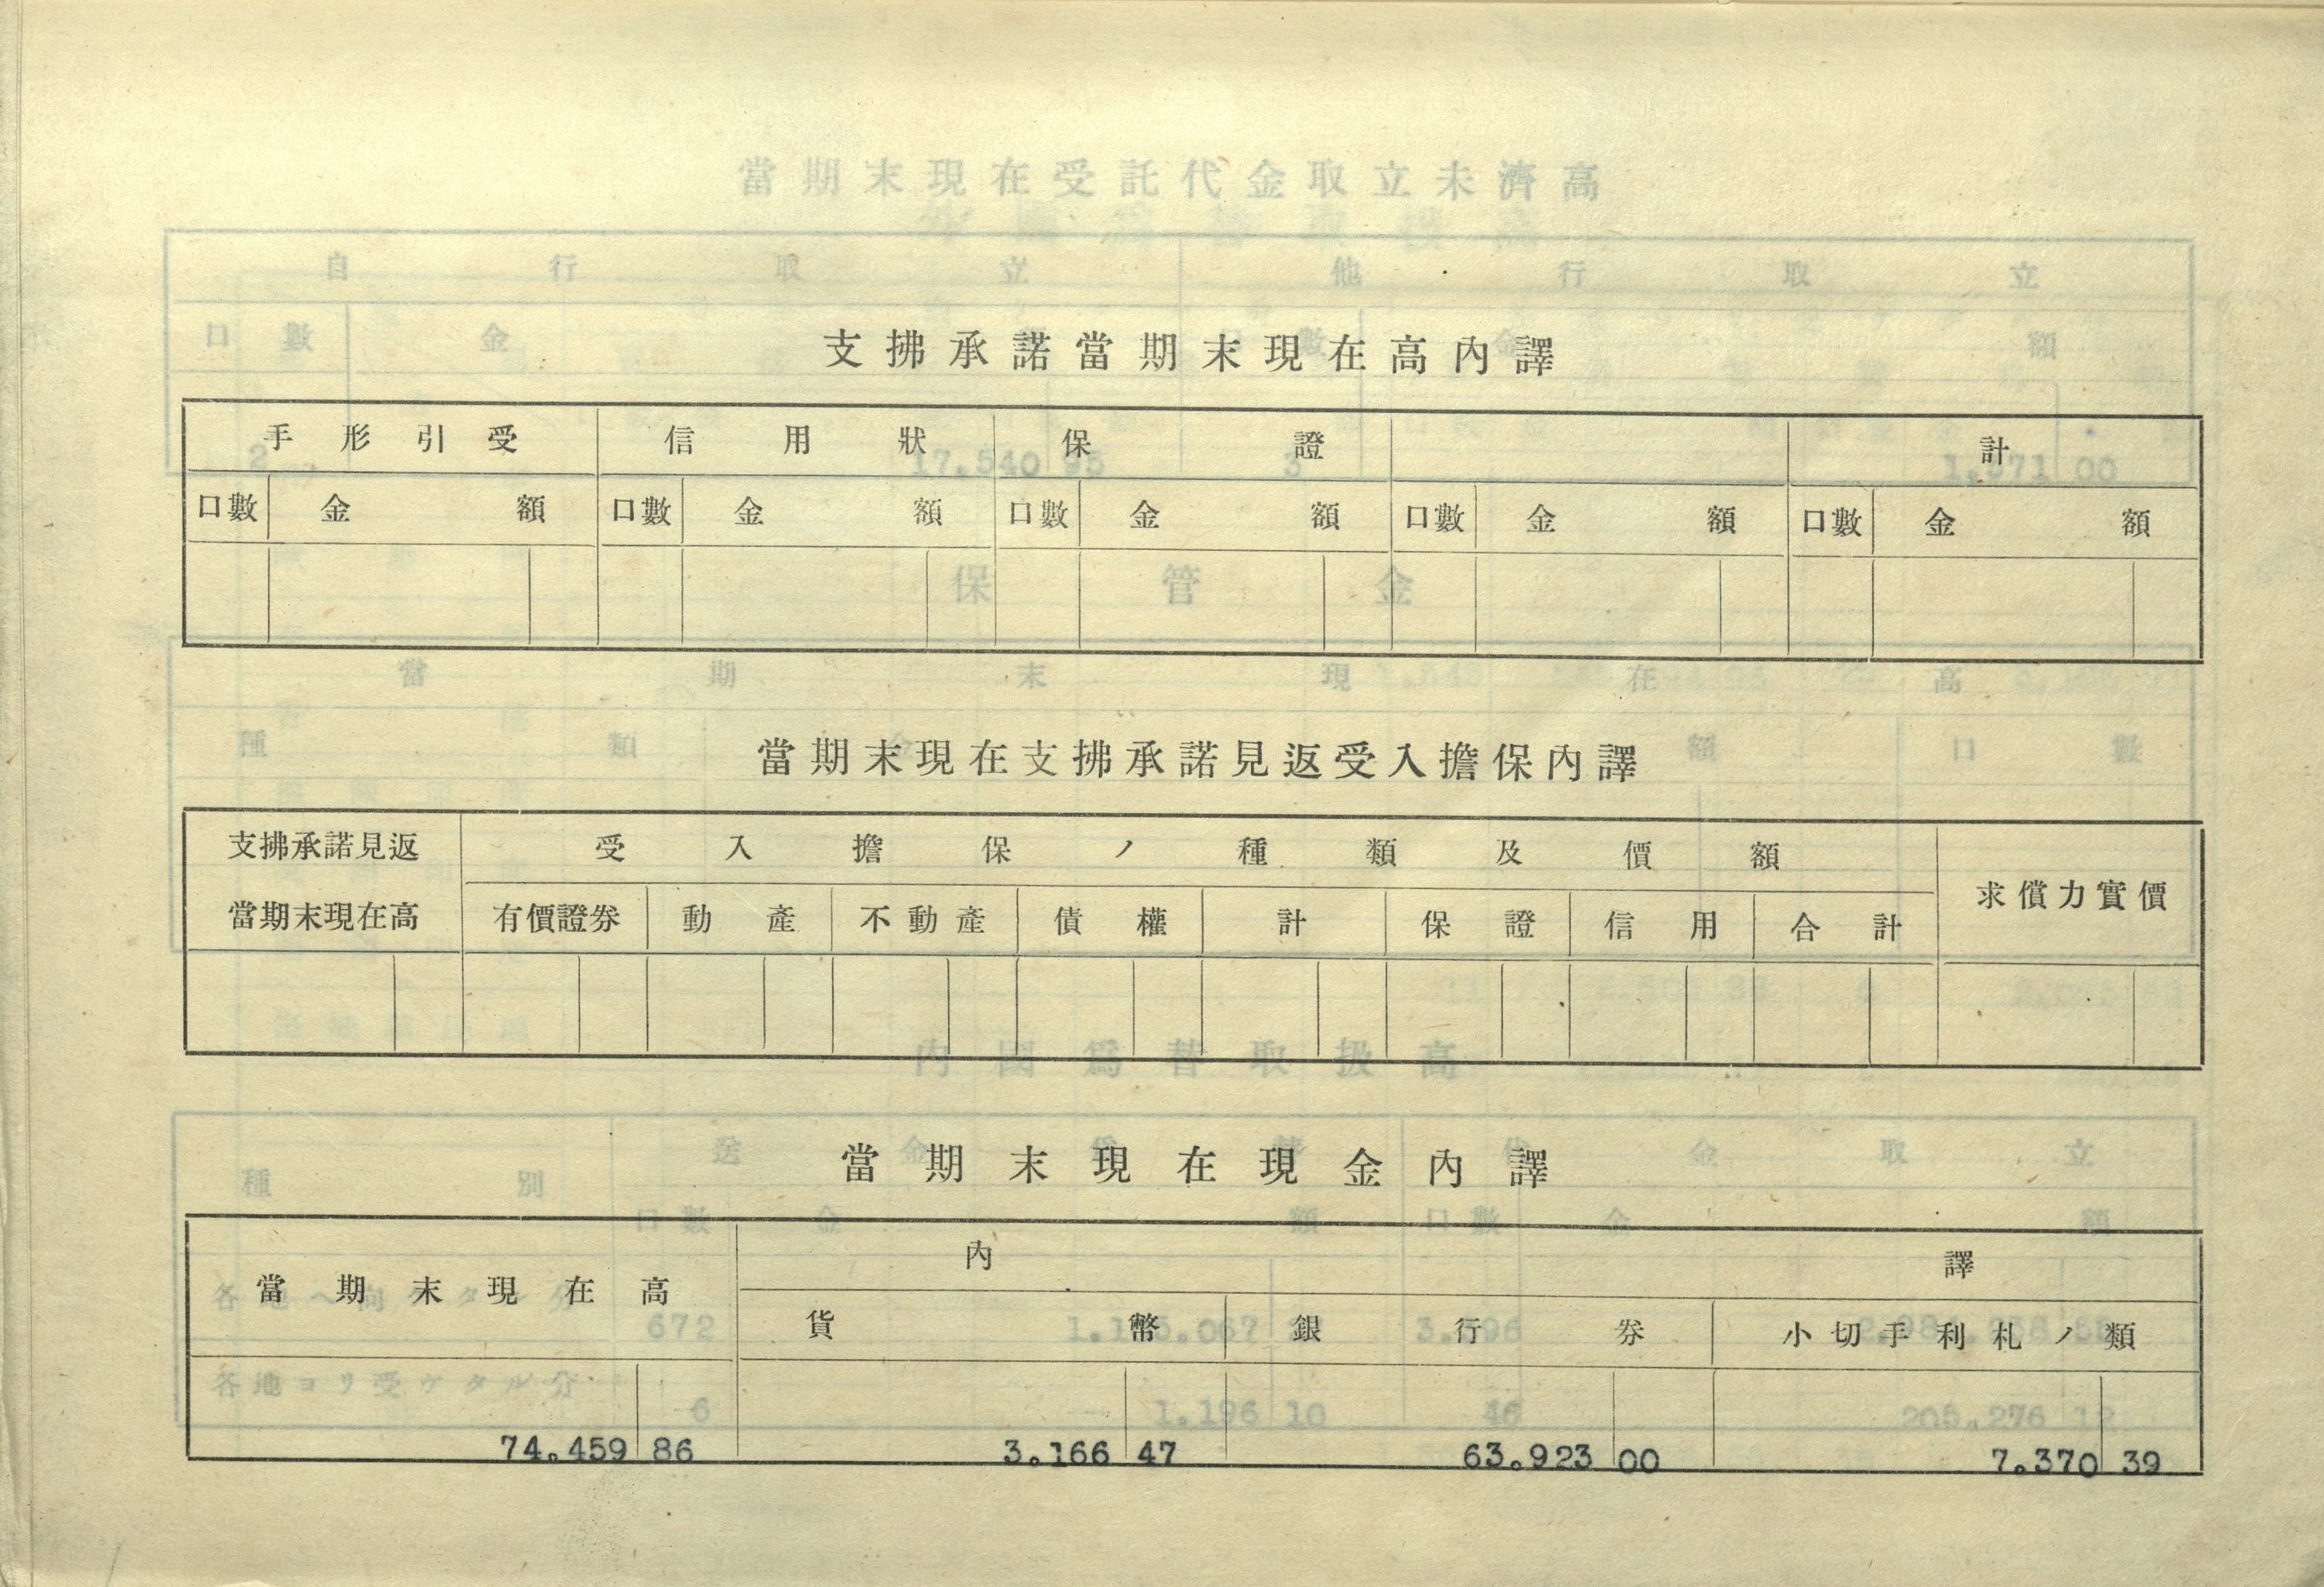 支拂承諾當期末現在高內譯
手形引受 信用狀 保證 計
口數 金額 口數 金額 口數 金額 口數 金額 口數 金額
當期末現在支拂承諾見返受入擔保內譯
支拂承諾見返 受入擔保ノ種類及價額 求償力實價
當期末現在高 有價證券 動產 不動產 債權 計 保證 信用 合計
當期末現在現金內譯
當期末現在高 內譯
貨幣 銀行券 小切手利札ノ類
74.459 86 3.166 47 63.923 00 7.370 39